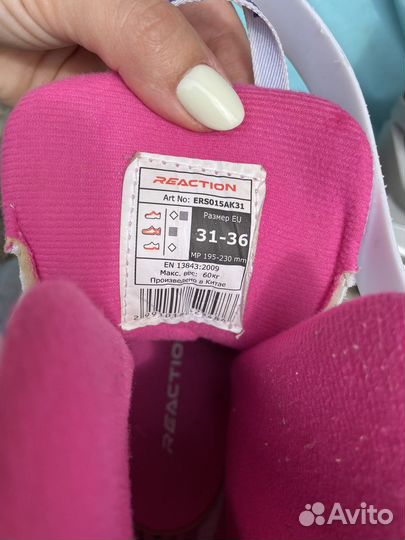 REACTION
Art No: ERS015AK31
Размер EU
31-36
MP 195-230 mm
EN 13843:2009
Макс. вес: 60кг
Произведено в Китае
REACTION
Avito